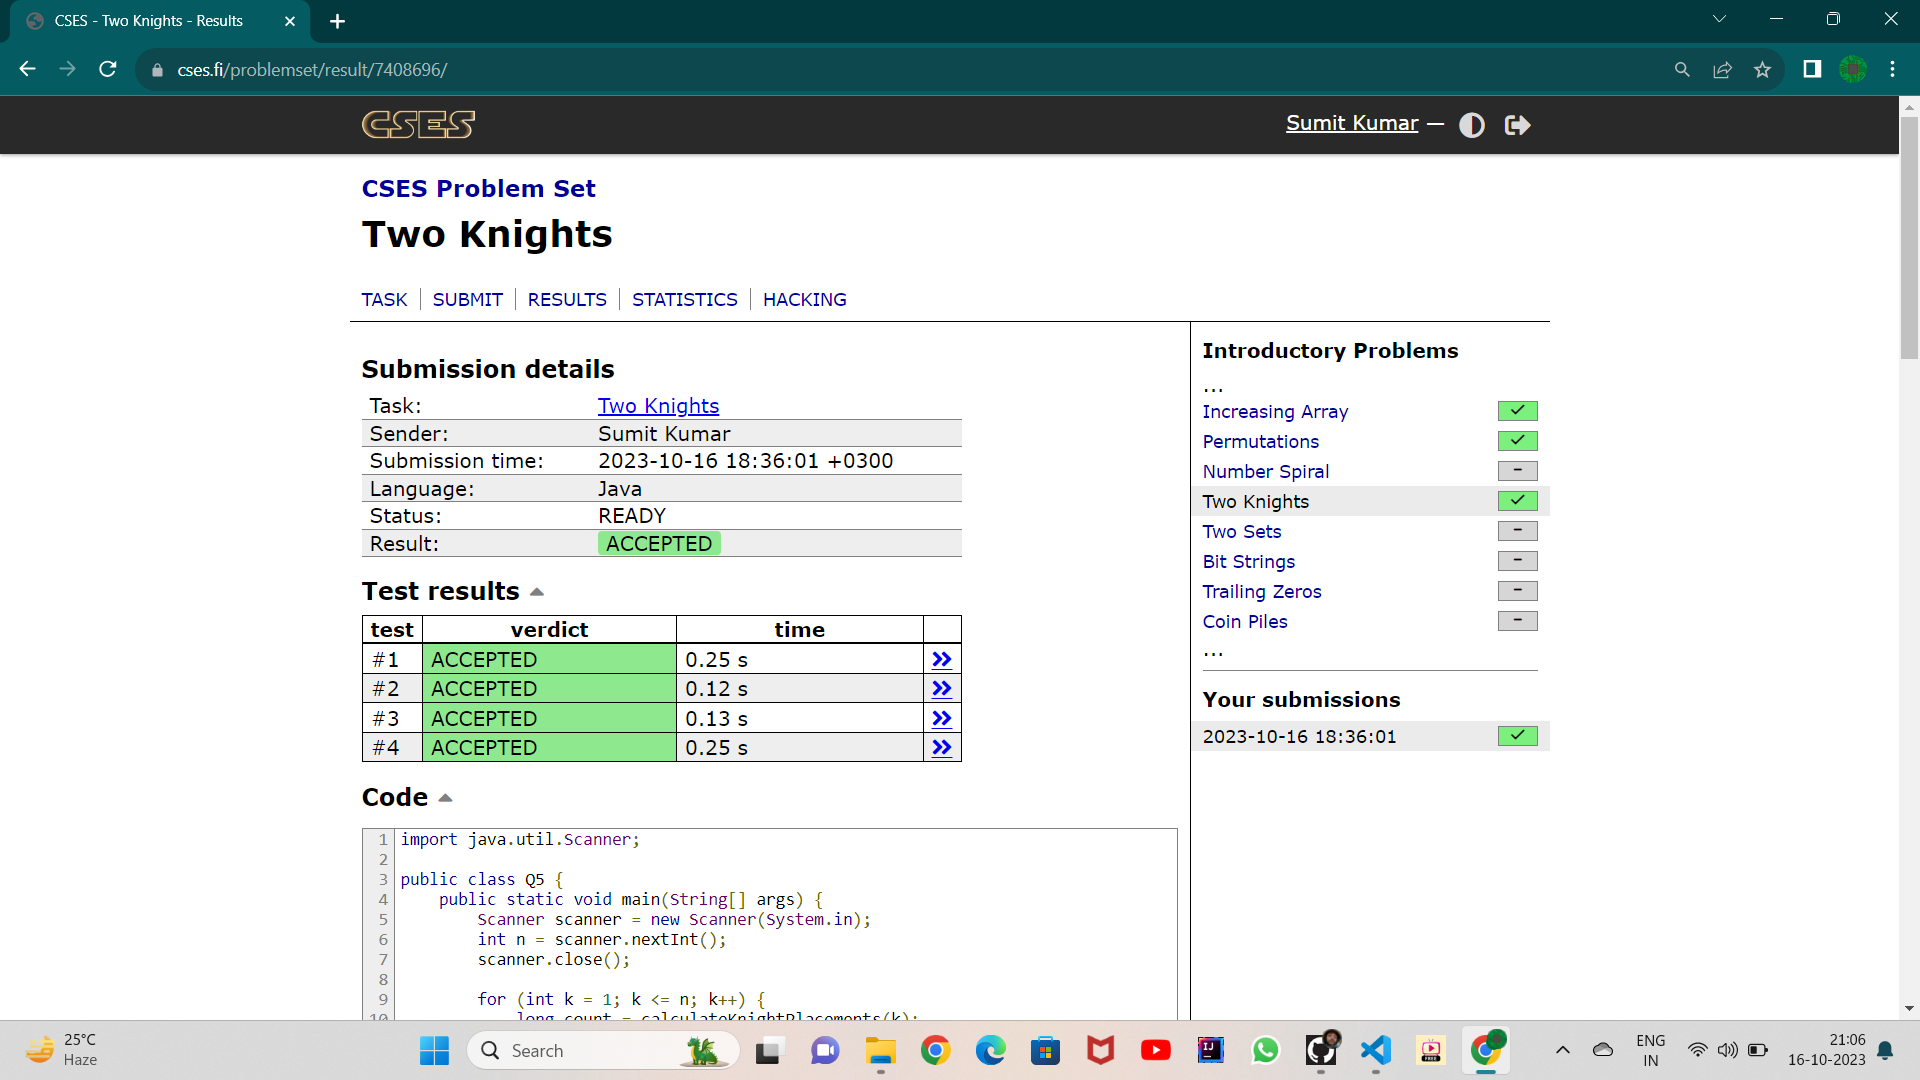 CSES - Two Knights - Results
cses.fi/problemset/result/7408696/
CSES
Sumit Kumar —
CSES Problem Set
Two Knights
TASK SUBMIT RESULTS STATISTICS HACKING
Submission details
Task: Two Knights
Sender: Sumit Kumar
Submission time: 2023-10-16 18:36:01 +0300
Language: Java
Status: READY
Result: ACCEPTED
Test results
test verdict time
#1 ACCEPTED 0.25 s >>
#2 ACCEPTED 0.12 s >>
#3 ACCEPTED 0.13 s >>
#4 ACCEPTED 0.25 s >>
Code
1 import java.util.Scanner;
2
3 public class Q5 {
4 public static void main(String[] args) {
5 Scanner scanner = new Scanner(System.in);
6 int n = scanner.nextInt();
7 scanner.close();
8
9 for (int k = 1; k <= n; k++) {
10 long count = calculateKnightPlacements(k);
Introductory Problems
...
Increasing Array
Permutations
Number Spiral -
Two Knights
Two Sets -
Bit Strings -
Trailing Zeros -
Coin Piles -
...
Your submissions
2023-10-16 18:36:01
25°C
Haze
Search
IJ
FREE
ENG
IN
21:06
16-10-2023